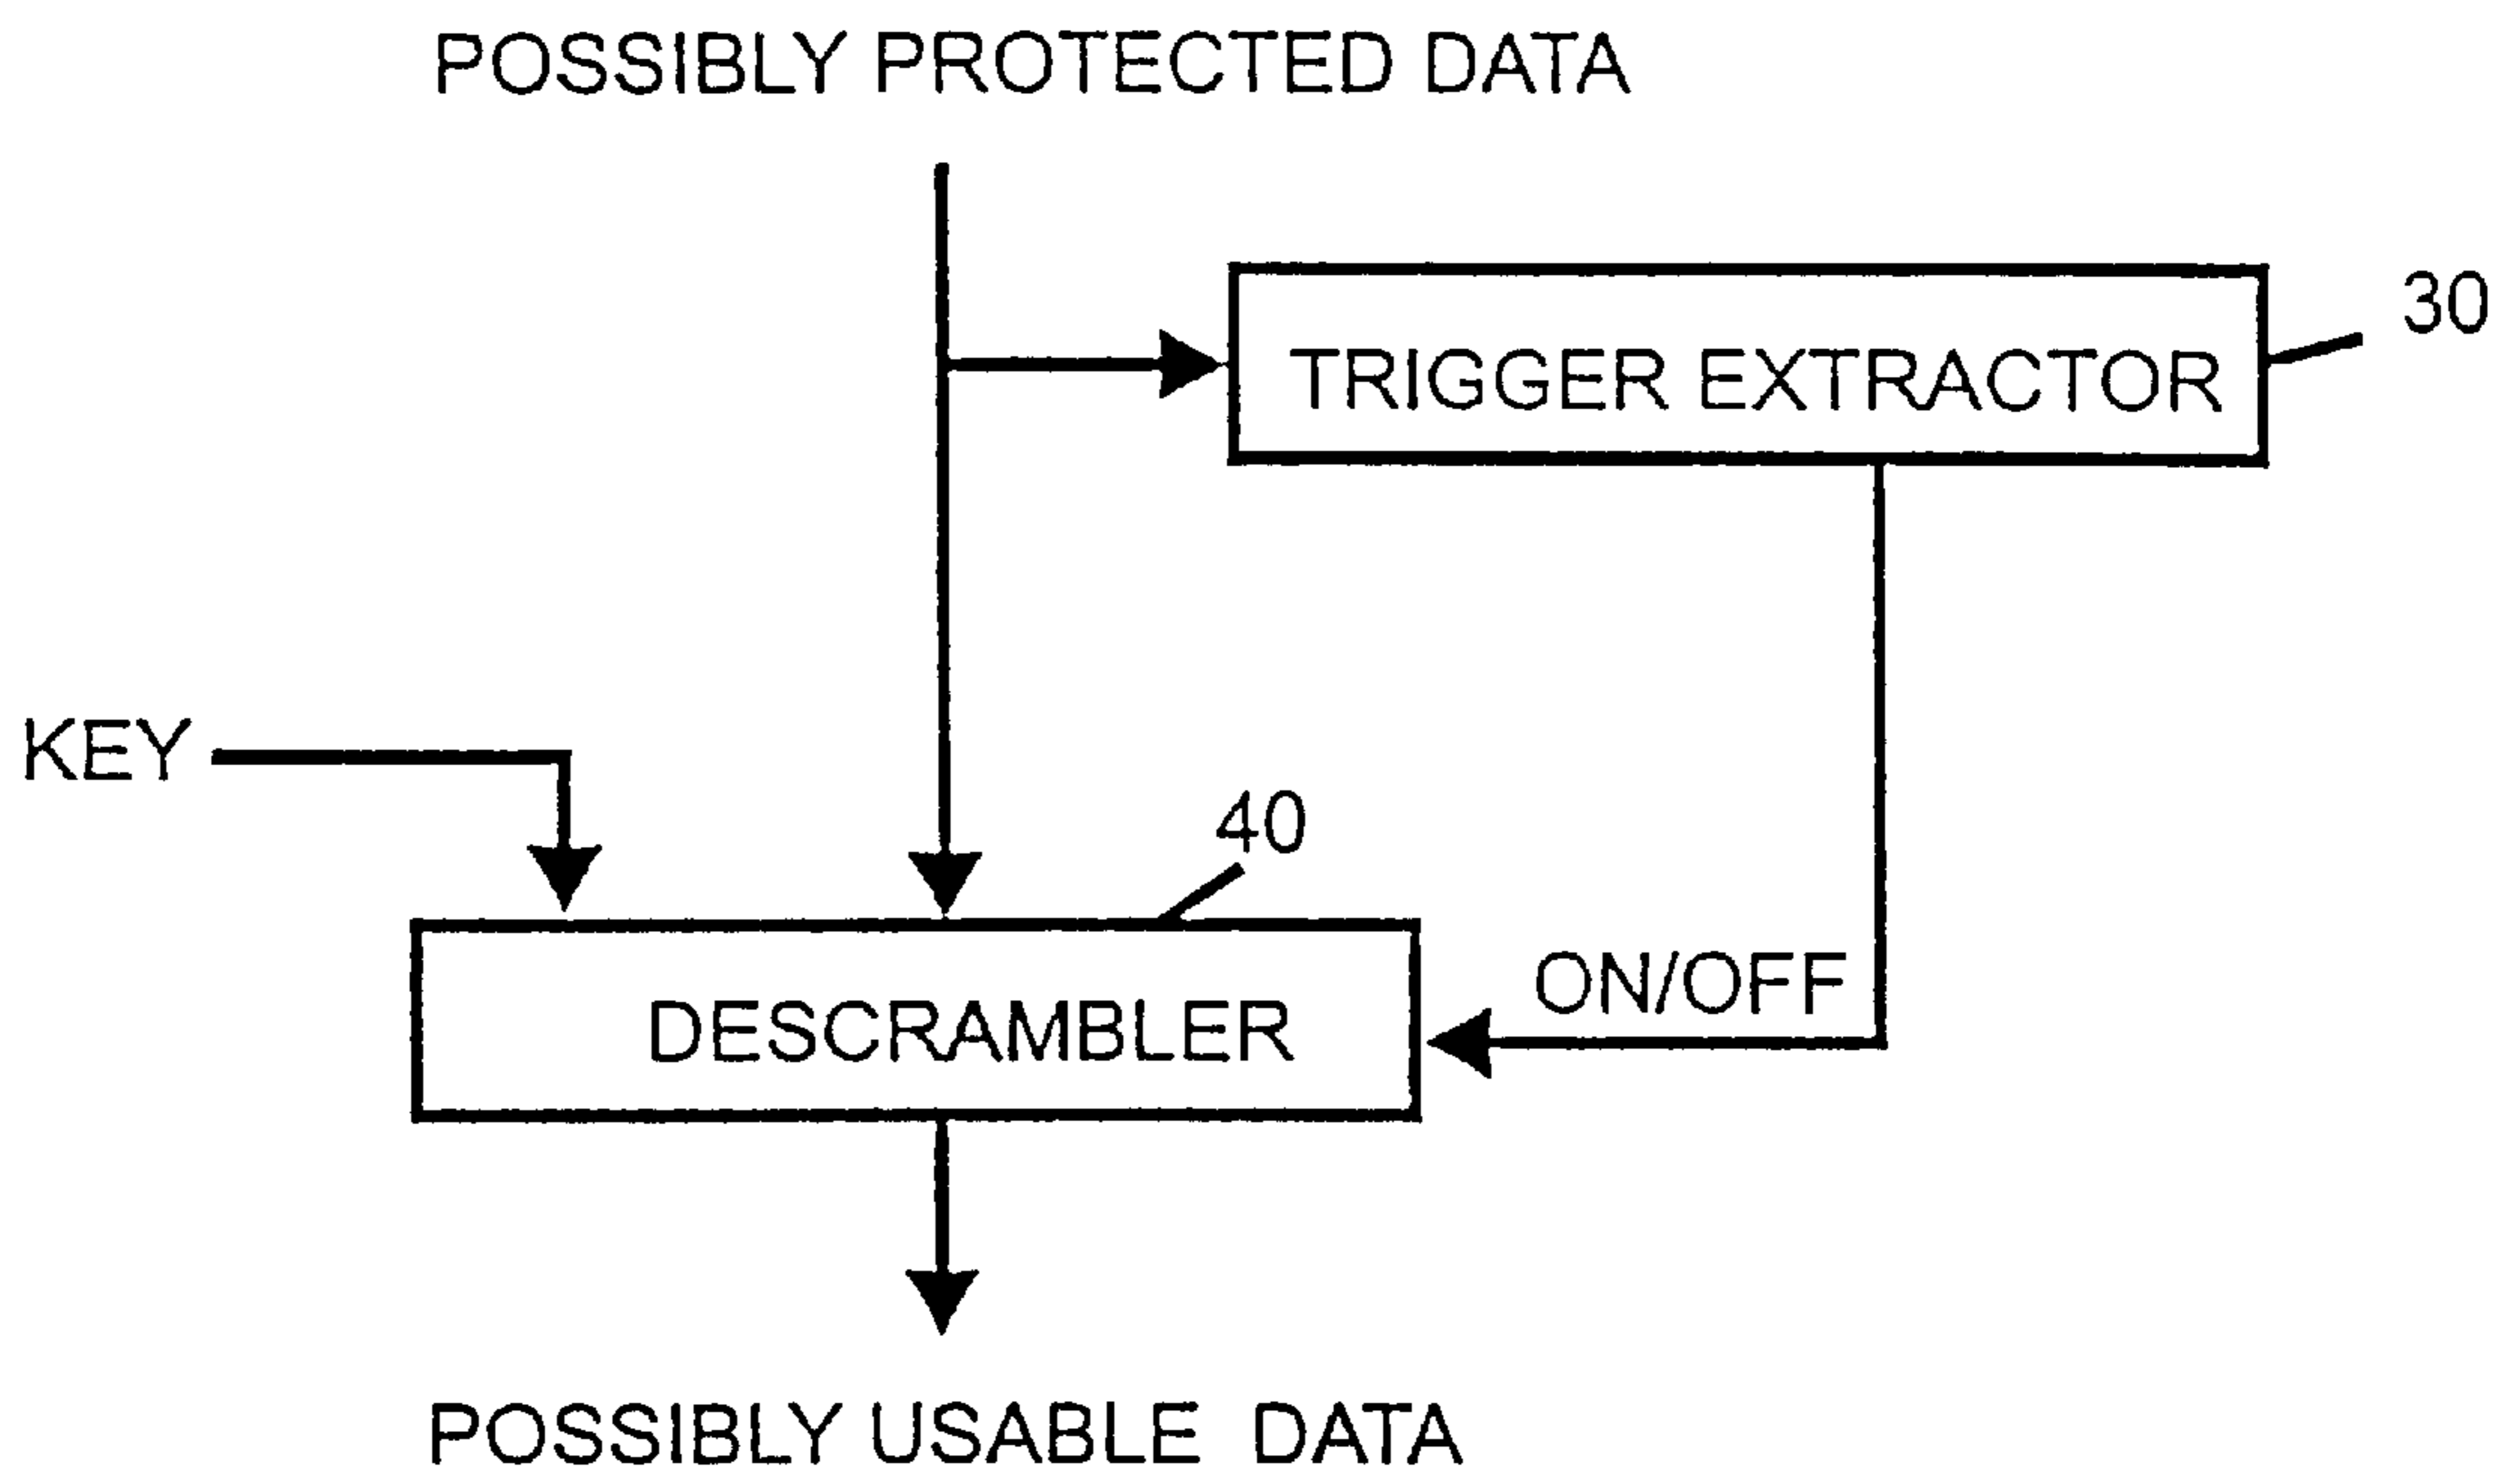 POSSIBLY PROTECTED DATA
30
TRIGGER EXTRACTOR
KEY
40
ON/OFF
DESCRAMBLER
POSSIBLY USABLE DATA